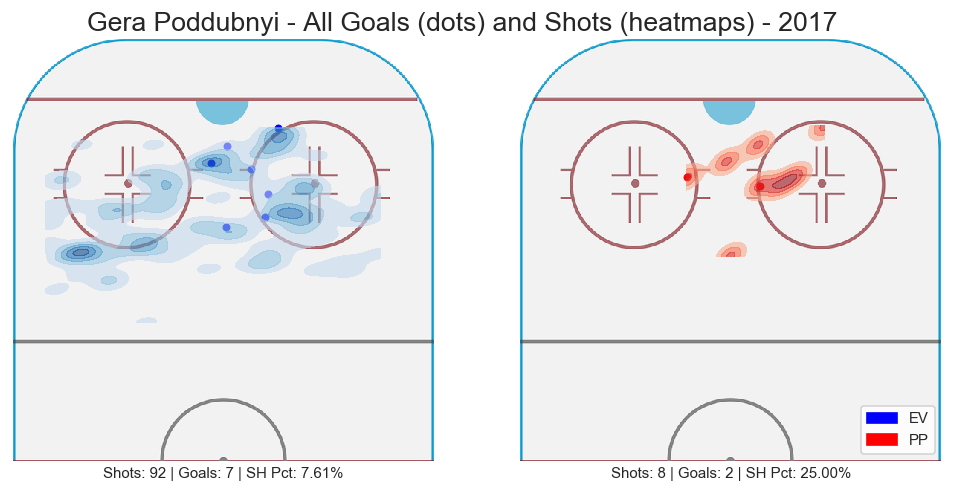 Gera Poddubnyi - All Goals (dots) and Shots (heatmaps) - 2017
EV
PP
Shots: 92 | Goals: 7 | SH Pct: 7.61%
Shots: 8 | Goals: 2 | SH Pct: 25.00%